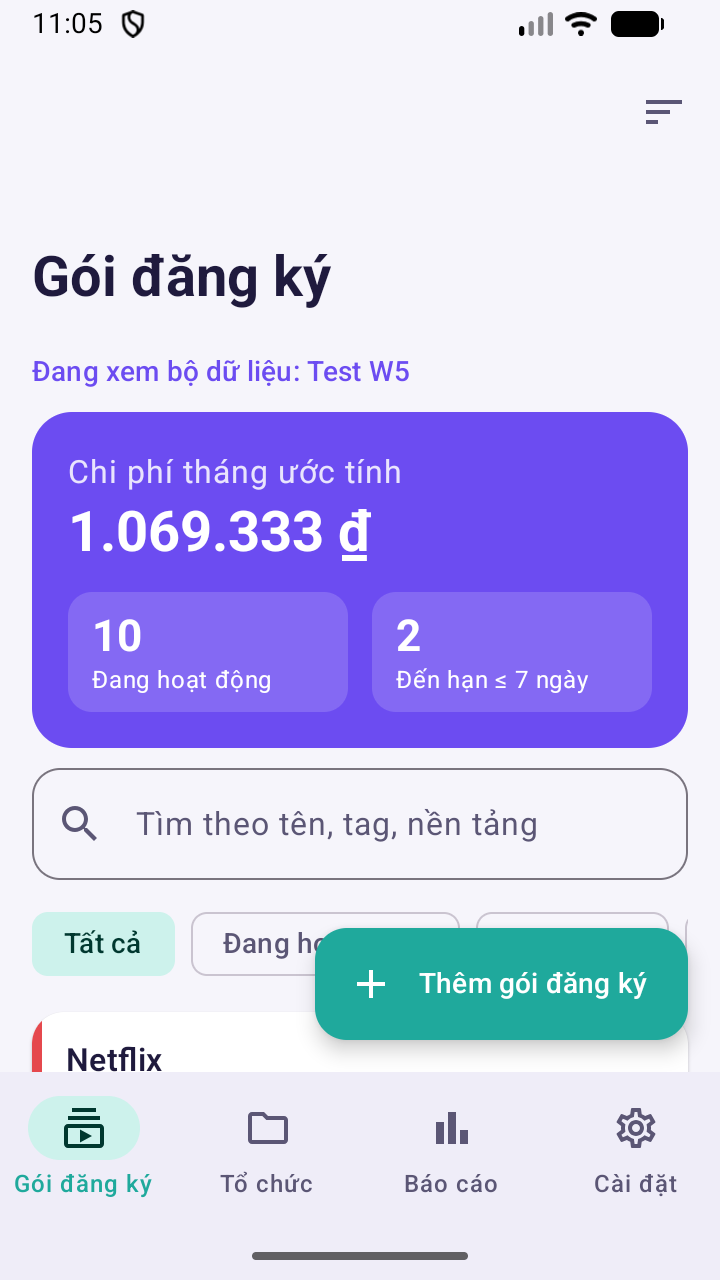 11:05
Gói đăng ký
Đang xem bộ dữ liệu: Test W5
Chi phí tháng ước tính
1.069.333 ₫
10
Đang hoạt động
2
Đến hạn ≤ 7 ngày
Tìm theo tên, tag, nền tảng
Tất cả
Đang ho
Thêm gói đăng ký
Netflix
Gói đăng ký
Tổ chức
Báo cáo
Cài đặt